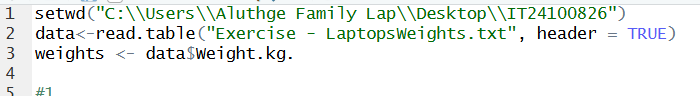 1 setwd("C:\\Users\\Aluthge Family Lap\\Desktop\\IT24100826")
2 data<-read.table("Exercise - LaptopsWeights.txt", header = TRUE)
3 weights <- data$Weight.kg.
4
5 #1